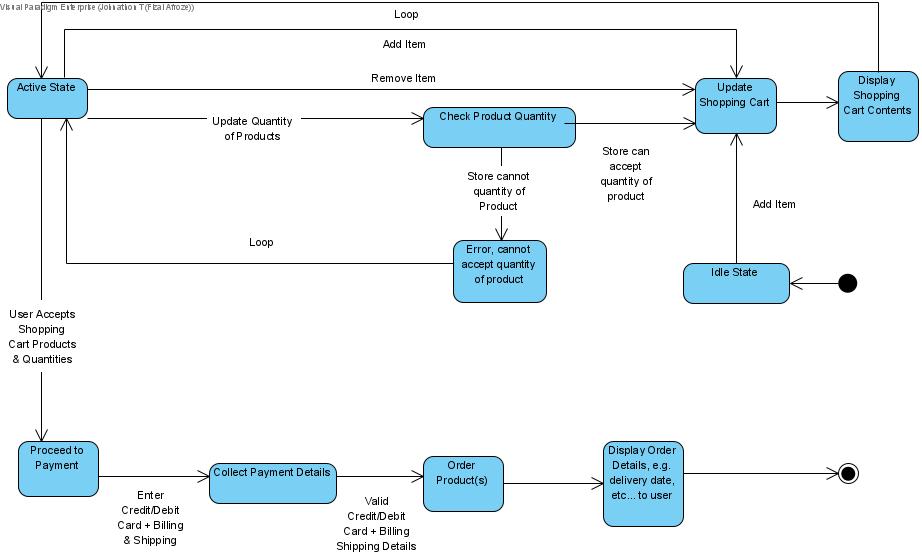 Visual Paradigm Enterprise (Johnathon T (Fizal Afroze))
Loop
Add Item
Active State
Remove Item
Update
Shopping Cart
Display
Shopping
Cart Contents
Update Quantity
of Products
Check Product Quantity
Store can
accept
quantity of
product
Store cannot
quantity of
Product
Add Item
Loop
Error, cannot
accept quantity
of product
Idle State
User Accepts
Shopping
Cart Products
& Quantities
Proceed to
Payment
Enter
Credit/Debit
Card + Billing
& Shipping
Collect Payment Details
Valid
Credit/Debit
Card + Billing
Shipping Details
Order
Product(s)
Display Order
Details, e.g.
delivery date,
etc... to user